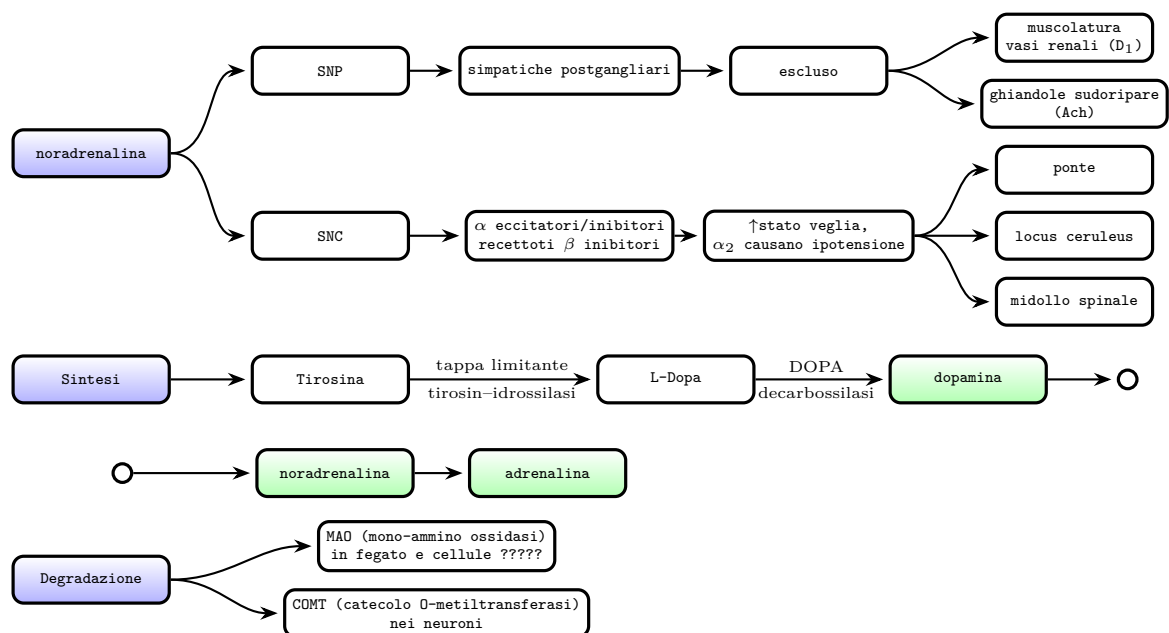 noradrenalina
SNP
simpatiche postgangliari
escluso
muscolatura
vasi renali (D₁)
ghiandole sudoripare
(Ach)
SNC
α eccitatori/inibitori
recettoti β inibitori
↑stato veglia,
α₂ causano ipotensione
ponte
locus ceruleus
midollo spinale
Sintesi
Tirosina
tappa limitante
tirosin–idrossilasi
L-Dopa
DOPA
decarbossilasi
dopamina
noradrenalina
adrenalina
Degradazione
MAO (mono-ammino ossidasi)
in fegato e cellule ?????
COMT (catecolo O-metiltransferasi)
nei neuroni